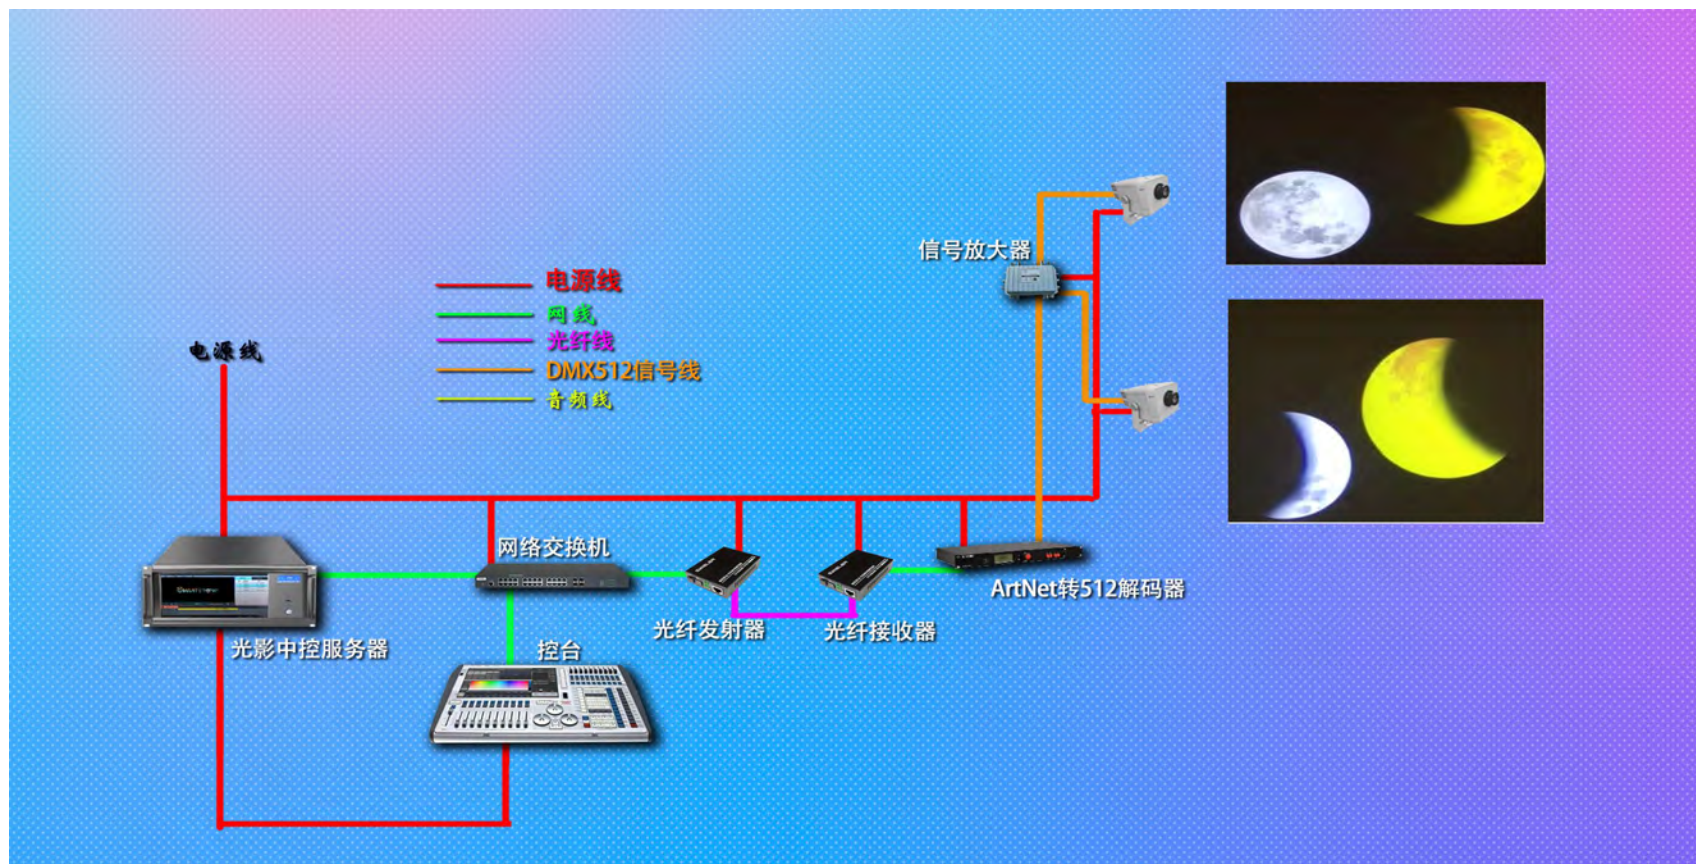 信号放大器
电源线
网线
光纤线
DMX512信号线
音频线
电源线
网络交换机
ArtNet转512解码器
光纤发射器
光纤接收器
光影中控服务器
控台